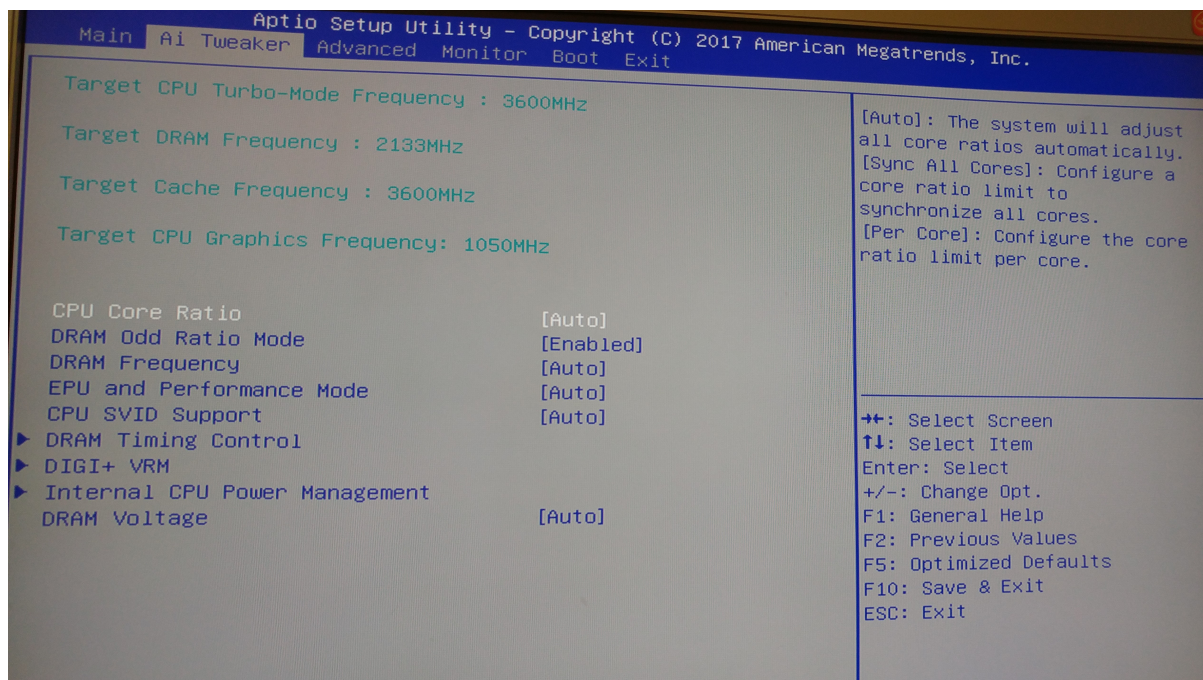 Aptio Setup Utility - Copyright (C) 2017 American Megatrends, Inc.
Main Ai Tweaker Advanced Monitor Boot Exit
Target CPU Turbo-Mode Frequency : 3600MHz
Target DRAM Frequency : 2133MHz
Target Cache Frequency : 3600MHz
Target CPU Graphics Frequency: 1050MHz
CPU Core Ratio [Auto]
DRAM Odd Ratio Mode [Enabled]
DRAM Frequency [Auto]
EPU and Performance Mode [Auto]
CPU SVID Support [Auto]
DRAM Timing Control
DIGI+ VRM
Internal CPU Power Management
DRAM Voltage [Auto]
[Auto]: The system will adjust
all core ratios automatically.
[Sync All Cores]: Configure a
core ratio limit to
synchronize all cores.
[Per Core]: Configure the core
ratio limit per core.
→←: Select Screen
↑↓: Select Item
Enter: Select
+/-: Change Opt.
F1: General Help
F2: Previous Values
F5: Optimized Defaults
F10: Save & Exit
ESC: Exit